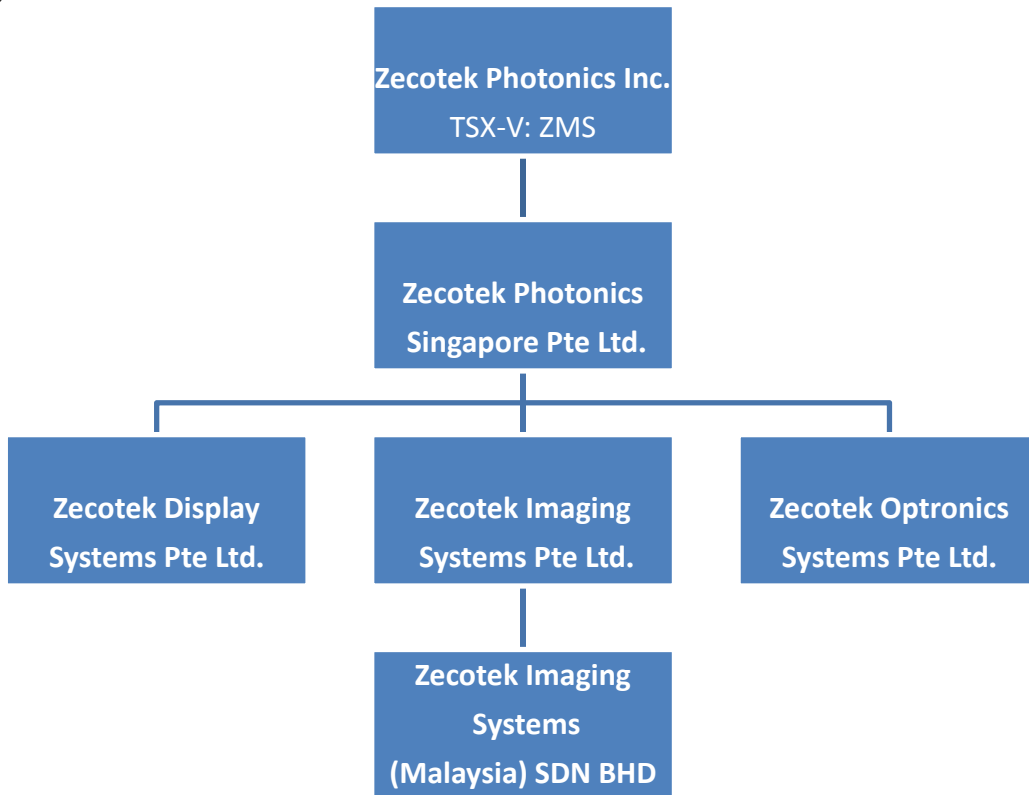 Zecotek Photonics Inc.
TSX-V: ZMS
Zecotek Photonics
Singapore Pte Ltd.
Zecotek Display
Systems Pte Ltd.
Zecotek Imaging
Systems Pte Ltd.
Zecotek Optronics
Systems Pte Ltd.
Zecotek Imaging
Systems
(Malaysia) SDN BHD